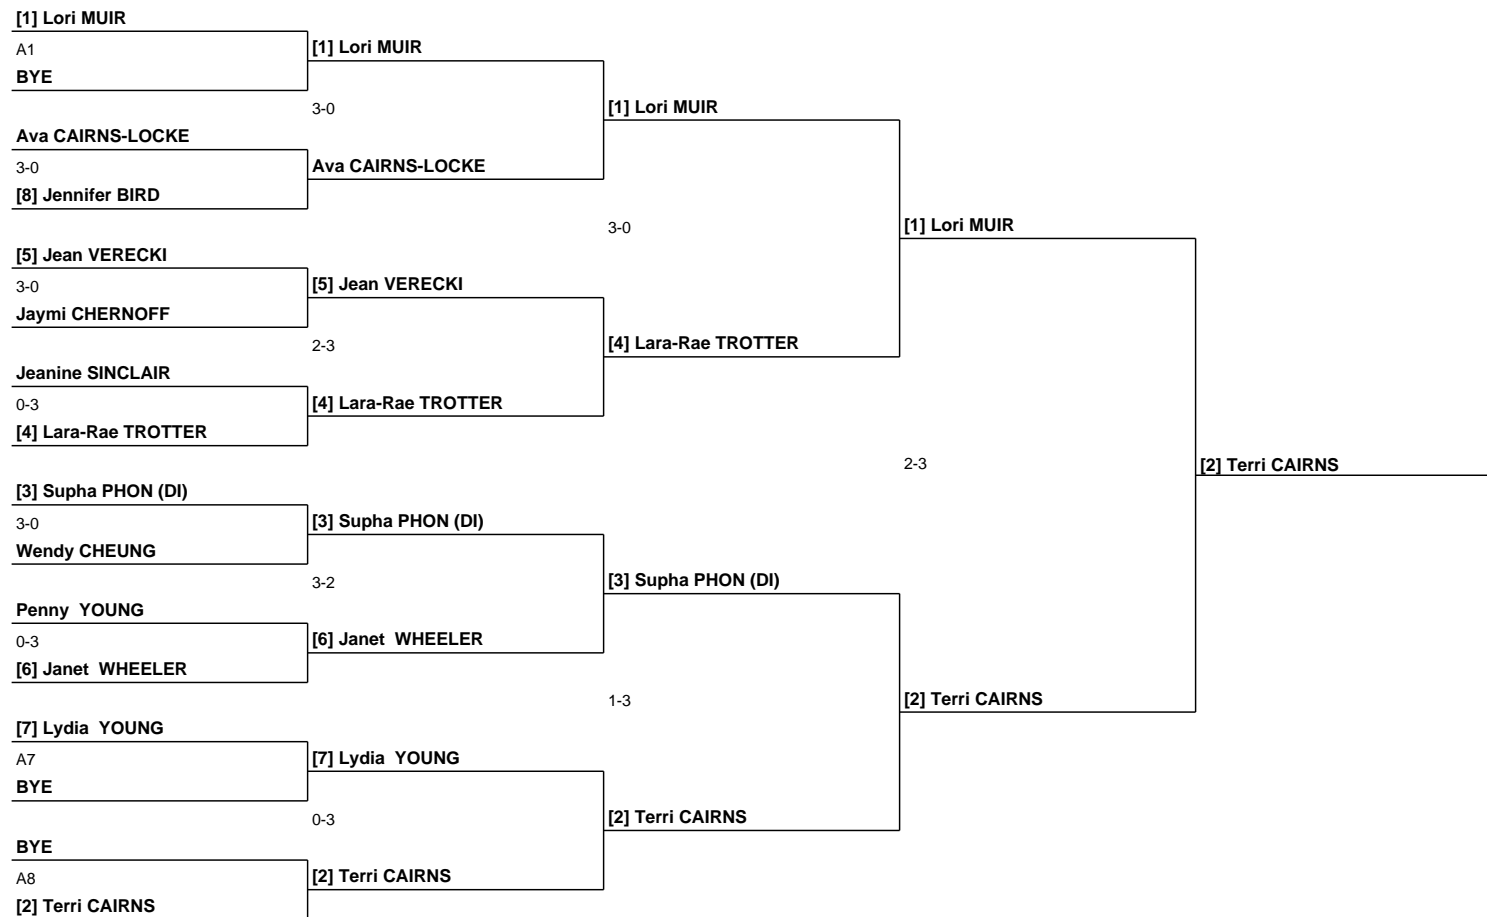 [1] Lori MUIR
A1
BYE
Ava CAIRNS-LOCKE
3-0
[8] Jennifer BIRD
[5] Jean VERECKI
3-0
Jaymi CHERNOFF
Jeanine SINCLAIR
0-3
[4] Lara-Rae TROTTER
[3] Supha PHON (DI)
3-0
Wendy CHEUNG
Penny  YOUNG
0-3
[6] Janet  WHEELER
[7] Lydia  YOUNG
A7
BYE
BYE
A8
[2] Terri CAIRNS
[1] Lori MUIR
3-0
Ava CAIRNS-LOCKE
[5] Jean VERECKI
2-3
[4] Lara-Rae TROTTER
[3] Supha PHON (DI)
3-2
[6] Janet  WHEELER
[7] Lydia  YOUNG
0-3
[2] Terri CAIRNS
[1] Lori MUIR
3-0
[4] Lara-Rae TROTTER
[3] Supha PHON (DI)
1-3
[2] Terri CAIRNS
[1] Lori MUIR
2-3
[2] Terri CAIRNS
[2] Terri CAIRNS